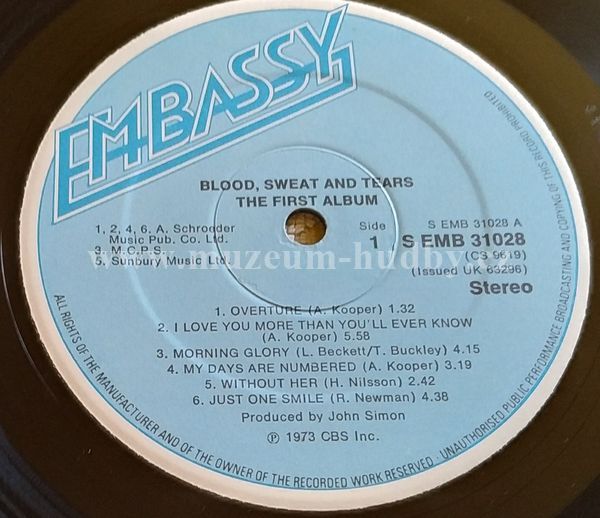 EMBASSY
BLOOD, SWEAT AND TEARS
THE FIRST ALBUM
1, 2, 4, 6. A. Schroeder
Music Pub. Co. Ltd.
3. M.C.P.S.
5. Sunbury Music Ltd.
Side
1
S EMB 31028 A
S EMB 31028
(CS 9619)
(Issued UK 63296)
Stereo
www.muzeum-hudby.cz
1. OVERTURE (A. Kooper) 1.32
2. I LOVE YOU MORE THAN YOU'LL EVER KNOW
(A. Kooper) 5.58
3. MORNING GLORY (L. Beckett/T. Buckley) 4.15
4. MY DAYS ARE NUMBERED (A. Kooper) 3.19
5. WITHOUT HER (H. Nilsson) 2.42
6. JUST ONE SMILE (R. Newman) 4.38
Produced by John Simon
℗ 1973 CBS Inc.
ALL RIGHTS OF THE MANUFACTURER AND OF THE OWNER OF THE RECORDED WORK RESERVED · UNAUTHORISED PUBLIC PERFORMANCE BROADCASTING AND COPYING OF THIS RECORD PROHIBITED